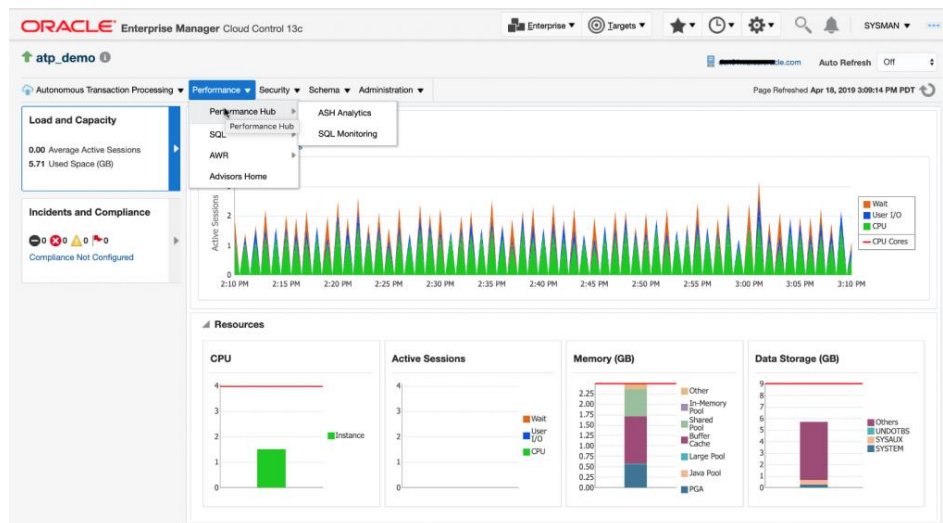 ORACLE Enterprise Manager Cloud Control 13c
Enterprise Targets SYSMAN
atp_demo
de.com Auto Refresh Off
Autonomous Transaction Processing Performance Security Schema Administration
Page Refreshed Apr 18, 2019 3:09:14 PM PDT
Load and Capacity
0.00 Average Active Sessions
5.71 Used Space (GB)
Performance Hub
Performance Hub
SQL
AWR
Advisors Home
ASH Analytics
SQL Monitoring
Incidents and Compliance
0 0 0 0
Compliance Not Configured
Active Sessions
2
1
0
2:10 PM 2:15 PM 2:20 PM 2:25 PM 2:30 PM 2:35 PM 2:40 PM 2:45 PM 2:50 PM 2:55 PM 3:00 PM 3:05 PM 3:10 PM
Wait
User I/O
CPU
CPU Cores
Resources
CPU
4
3
2
1
0
Instance
Active Sessions
4
3
2
1
0
Wait
User
I/O
CPU
Memory (GB)
2.25
2.00
1.75
1.50
1.25
1.00
0.75
0.50
0.25
0.00
Other
In-Memory
Pool
Shared
Pool
Buffer
Cache
Large Pool
Java Pool
PGA
Data Storage (GB)
9
8
7
6
5
4
3
2
1
0
Others
UNDOTBS
SYSAUX
SYSTEM